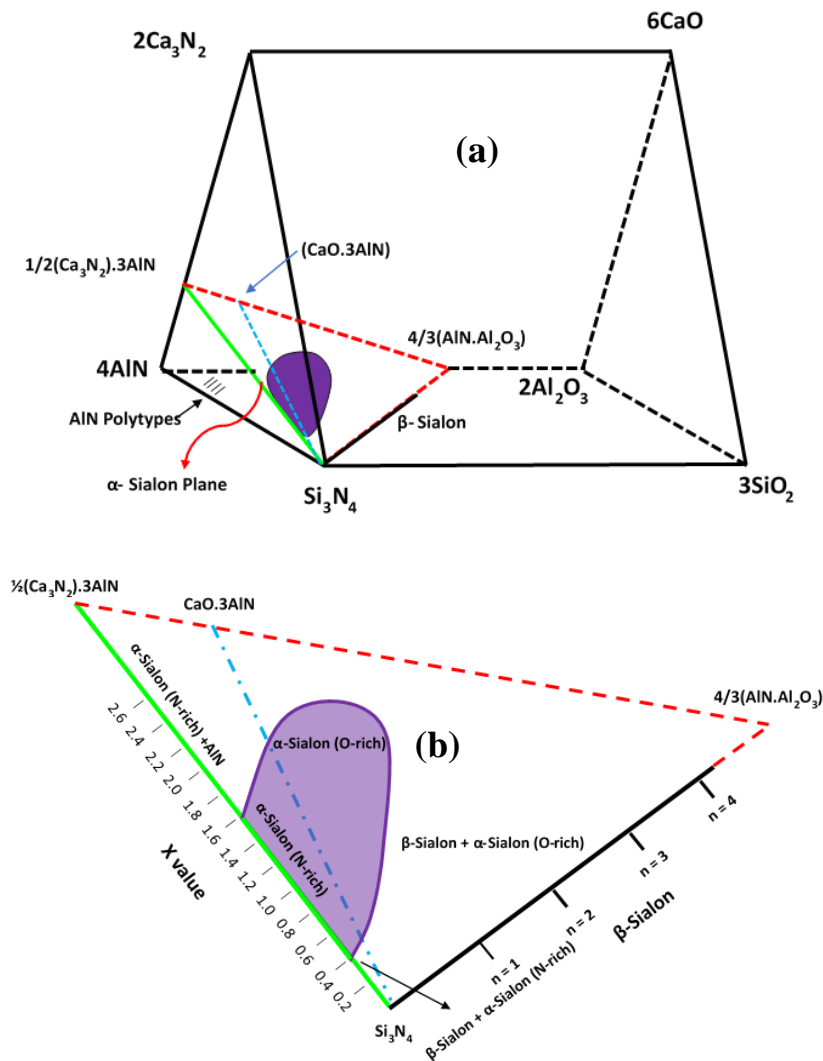 6CaO
2Ca₃N₂
(a)
(CaO.3AlN)
1/2(Ca₃N₂).3AlN
4/3(AlN.Al₂O₃)
4AlN
2Al₂O₃
AlN Polytypes
β- Sialon
α- Sialon Plane
Si₃N₄
3SiO₂
½(Ca₃N₂).3AlN
CaO.3AlN
4/3(AlN.Al₂O₃)
α-Sialon (N-rich) +AlN
(b)
α-Sialon (O-rich)
α-Sialon (N-rich)
β-Sialon + α-Sialon (O-rich)
2.6
2.4
2.2
2.0
1.8
1.6
1.4
1.2
1.0
0.8
0.6
0.4
0.2
X value
n = 4
n = 3
n = 2
n = 1
β-Sialon
β-Sialon + α-Sialon (N-rich)
Si₃N₄